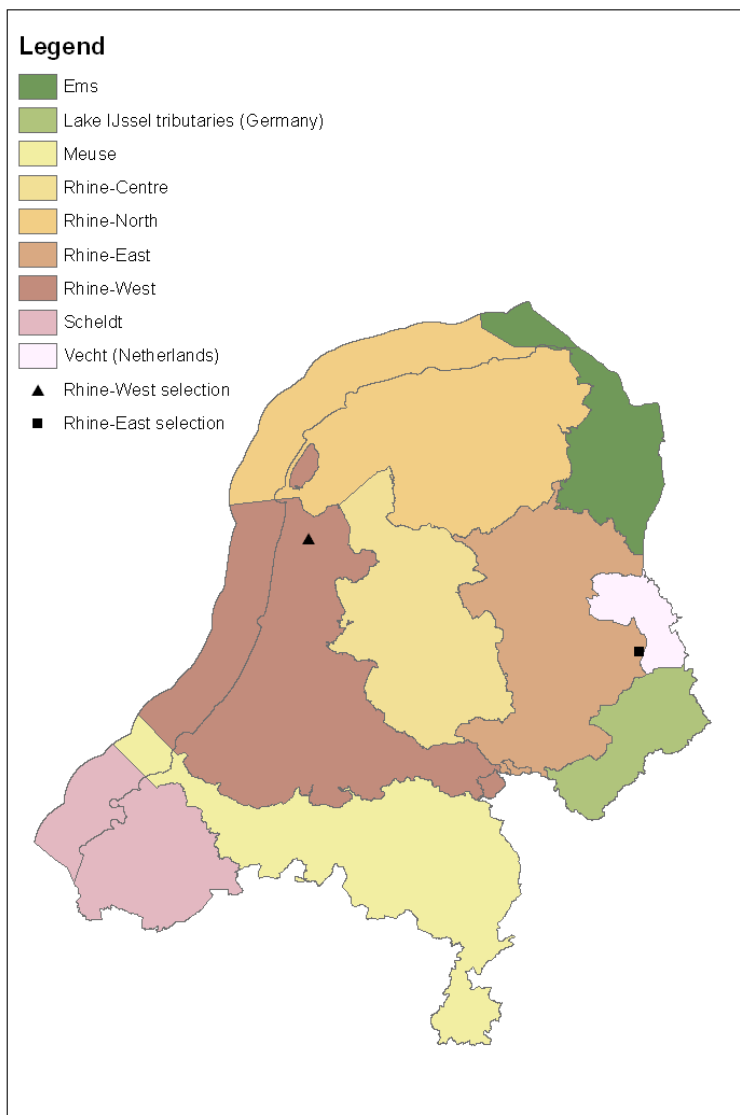 Legend
Ems
Lake IJssel tributaries (Germany)
Meuse
Rhine-Centre
Rhine-North
Rhine-East
Rhine-West
Scheldt
Vecht (Netherlands)
Rhine-West selection
Rhine-East selection